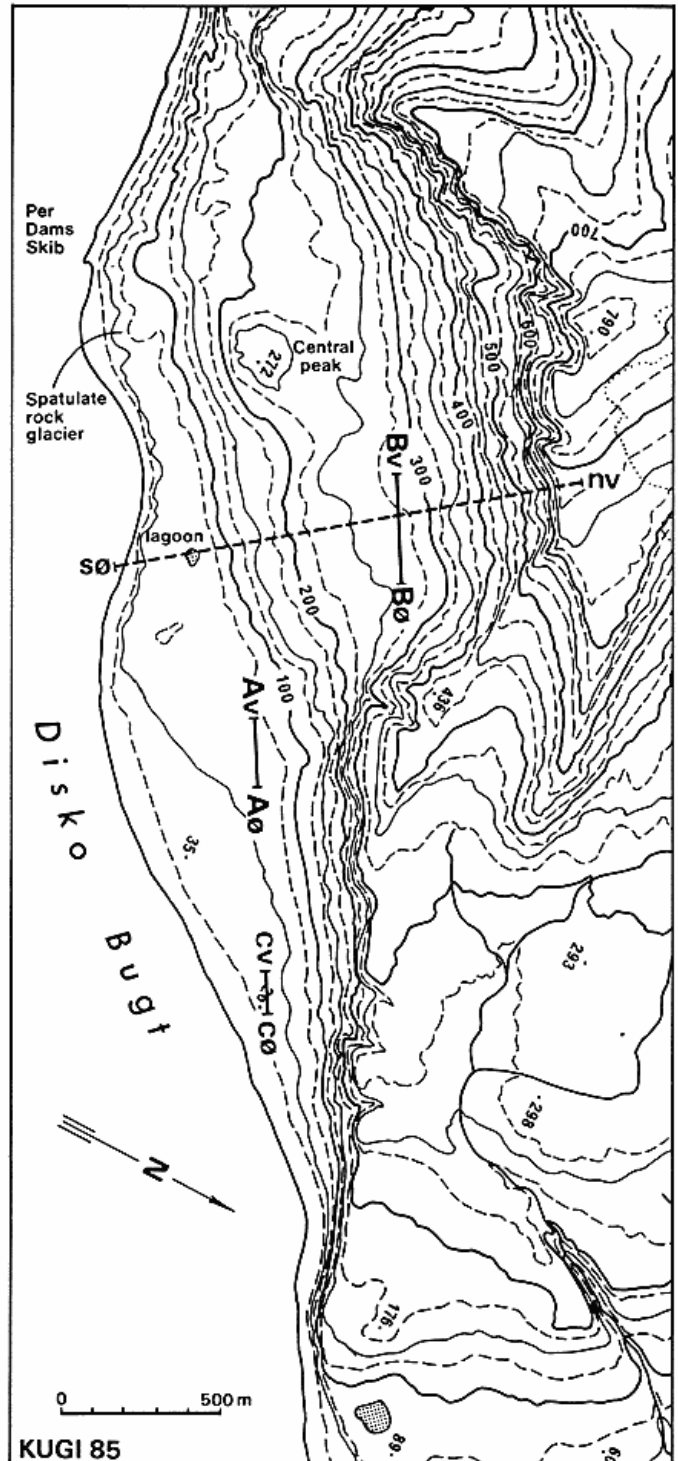 700
Per
Dams
Skib
790
600
500
272
Central
peak
Spatulate
rock
glacier
400
Bv
300
nv
lagoon
sø
Bø
200
100
436
Av
Aø
Disko
Bugt
35
cv
cø
293
298
N
176
0
500 m
89
KUGI 85